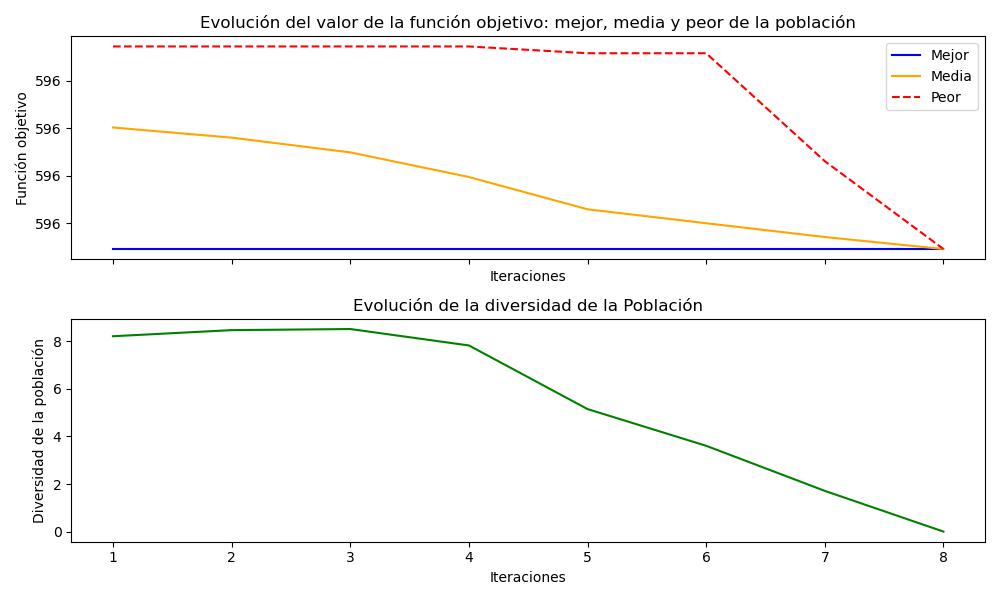 Evolución del valor de la función objetivo: mejor, media y peor de la población
Función objetivo
596
596
596
596
Mejor
Media
Peor
Iteraciones
Evolución de la diversidad de la Población
Diversidad de la población
8
6
4
2
0
1 2 3 4 5 6 7 8
Iteraciones